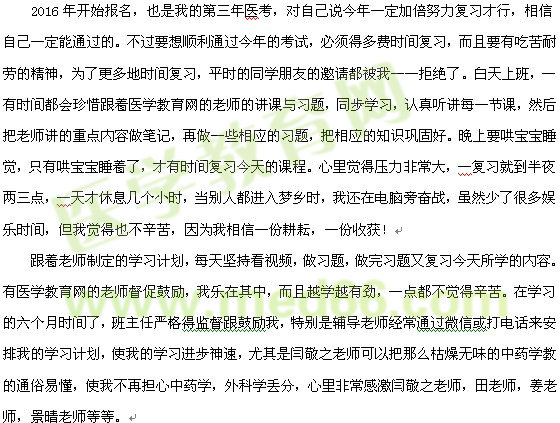 2016 年开始报名，也是我的第三年医考，对自己说今年一定加倍努力复习才行，相信
自己一定能通过的。不过要想顺利通过今年的考试，必须得多费时间复习，而且要有吃苦耐
劳的精神，为了更多地时间复习，平时的同学朋友的邀请都被我一一拒绝了。白天上班，一
有时间都会珍惜跟着医学教育网的老师的讲课与习题，同步学习，认真听讲每一节课，然后
把老师讲的重点内容做笔记，再做一些相应的习题，把相应的知识巩固好。晚上要哄宝宝睡
觉，只有哄宝宝睡着了，才有时间复习今天的课程。心里觉得压力非常大，一复习就到半夜
两三点，一天才休息几个小时，当别人都进入梦乡时，我还在电脑旁奋战，虽然少了很多娱
乐时间，但我觉得也不辛苦，因为我相信一份耕耘，一份收获！
跟着老师制定的学习计划，每天坚持看视频，做习题，做完习题又复习今天所学的内容。
有医学教育网的老师督促鼓励，我乐在其中，而且越学越有劲，一点都不觉得辛苦。在学习
的六个月时间了，班主任严格得监督跟鼓励我，特别是辅导老师经常通过微信或打电话来安
排我的学习计划，使我的学习进步神速，尤其是闫敬之老师可以把那么枯燥无味的中药学教
的通俗易懂，使我不再担心中药学，外科学丢分，心里非常感激闫敬之老师，田老师，姜老
师，景晴老师等等。
医学教育网
www.med66.com